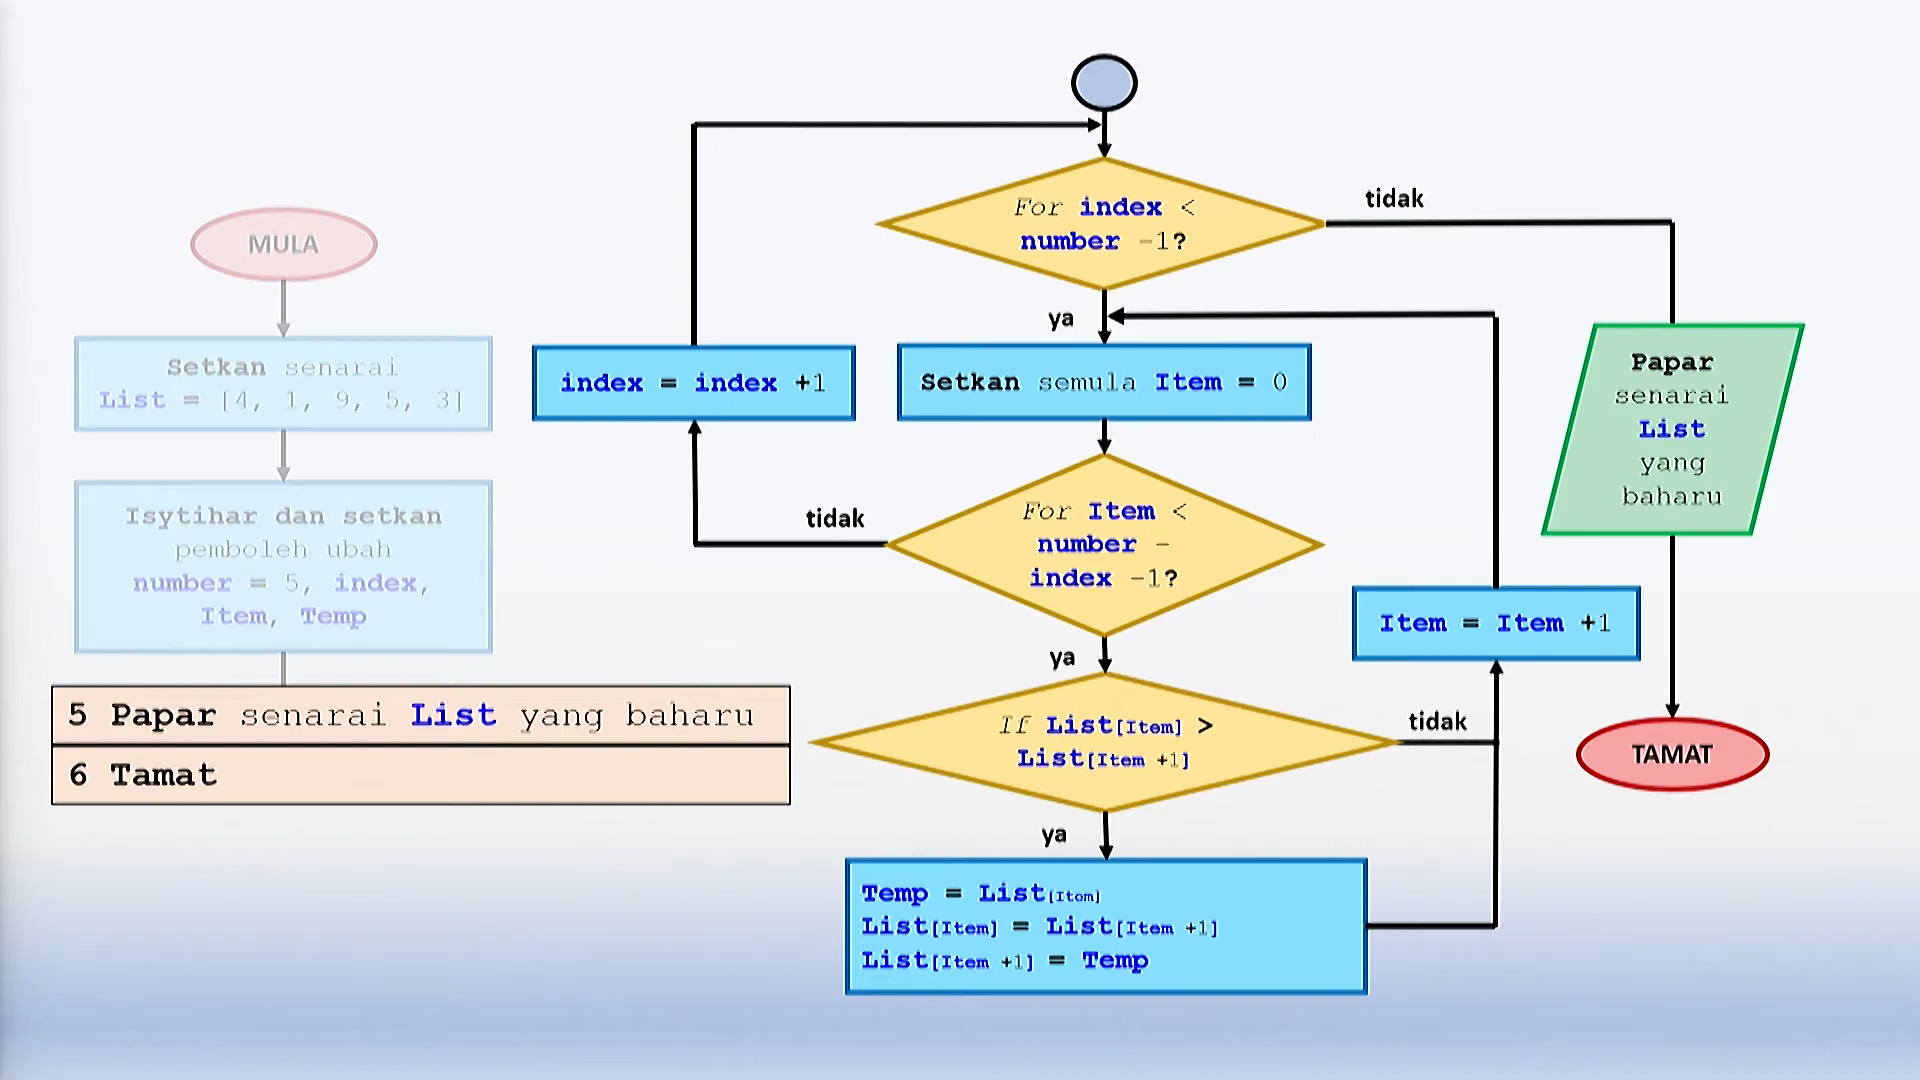 MULA
Setkan senarai
List = [4, 1, 9, 5, 3]
Isytihar dan setkan
pemboleh ubah
number = 5, index,
Item, Temp
5 Papar senarai List yang baharu
6 Tamat
For index <
number -1?
tidak
ya
index = index +1
Setkan semula Item = 0
tidak
For Item <
number -
index -1?
ya
Item = Item +1
If List[Item] >
List[Item +1]
tidak
ya
Temp = List[Item]
List[Item] = List[Item +1]
List[Item +1] = Temp
Papar
senarai
List
yang
baharu
TAMAT